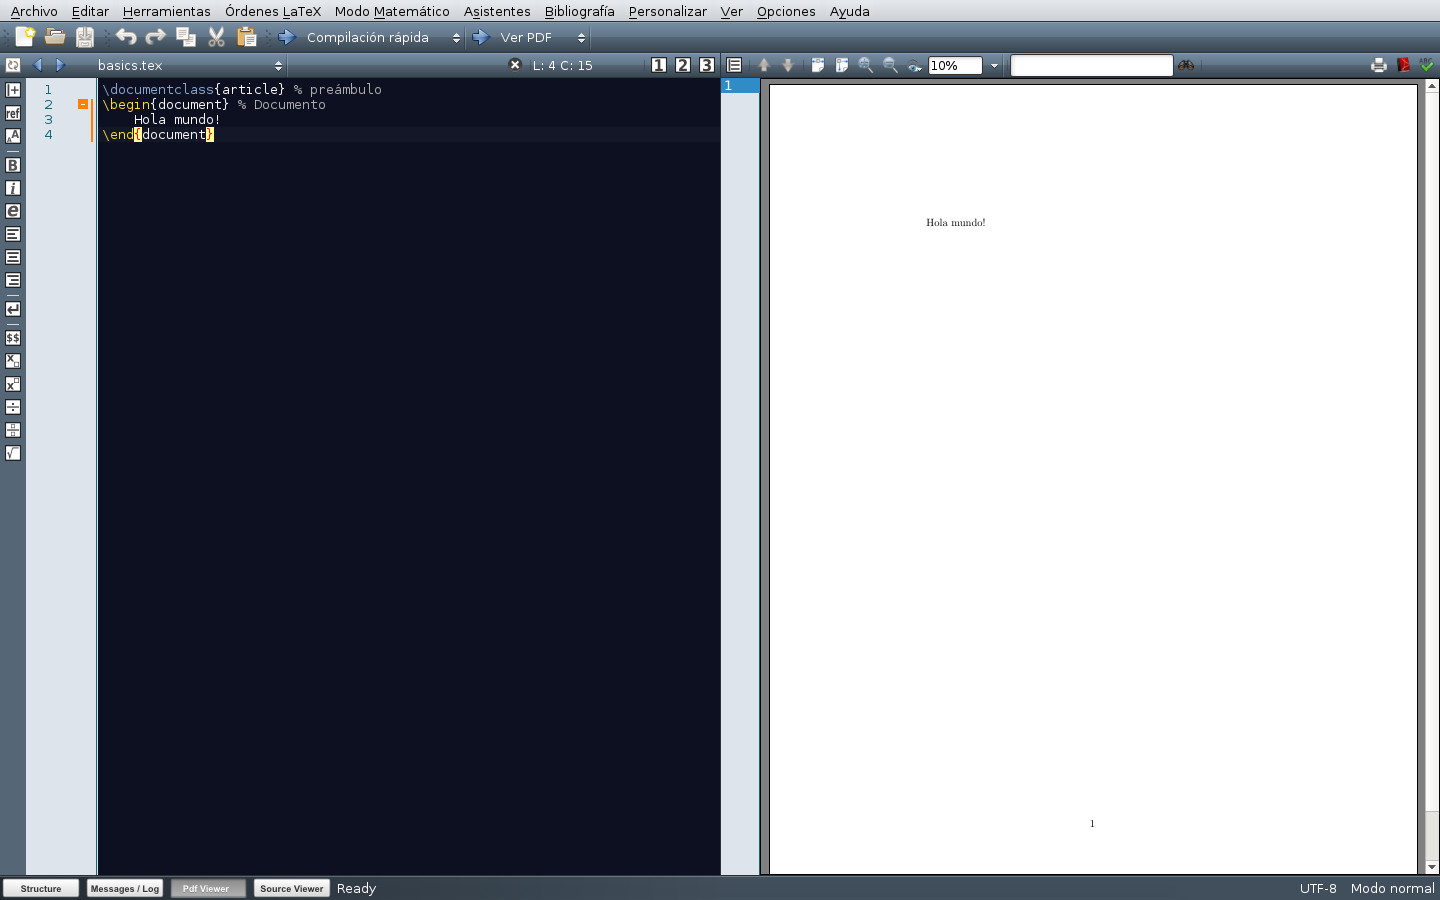 Archivo Editar Herramientas Órdenes LaTeX Modo Matemático Asistentes Bibliografía Personalizar Ver Opciones Ayuda
Compilación rápida Ver PDF
basics.tex L: 4 C: 15 1 2 3 10%
1 \documentclass{article} % preámbulo
2 \begin{document} % Documento
3 Hola mundo!
4 \end{document}
ref
B
i
e
$$
1
Hola mundo!
1
Structure Messages / Log Pdf Viewer Source Viewer Ready UTF-8 Modo normal